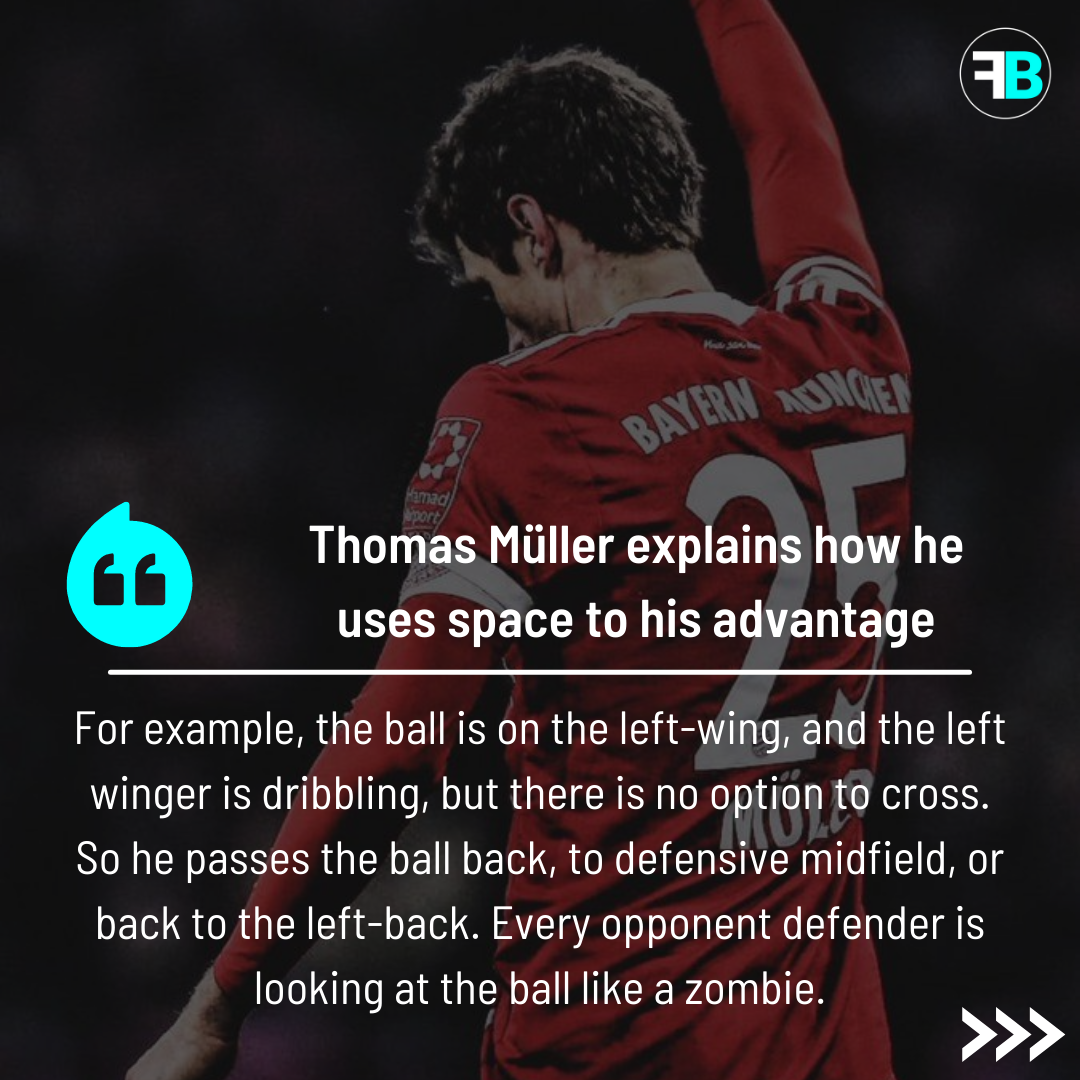 FB
BAYERN MÜNCHEN
Hamad
Airport
25
Thomas Müller explains how he
uses space to his advantage
For example, the ball is on the left-wing, and the left
winger is dribbling, but there is no option to cross.
MÜLLER
So he passes the ball back, to defensive midfield, or
back to the left-back. Every opponent defender is
looking at the ball like a zombie.